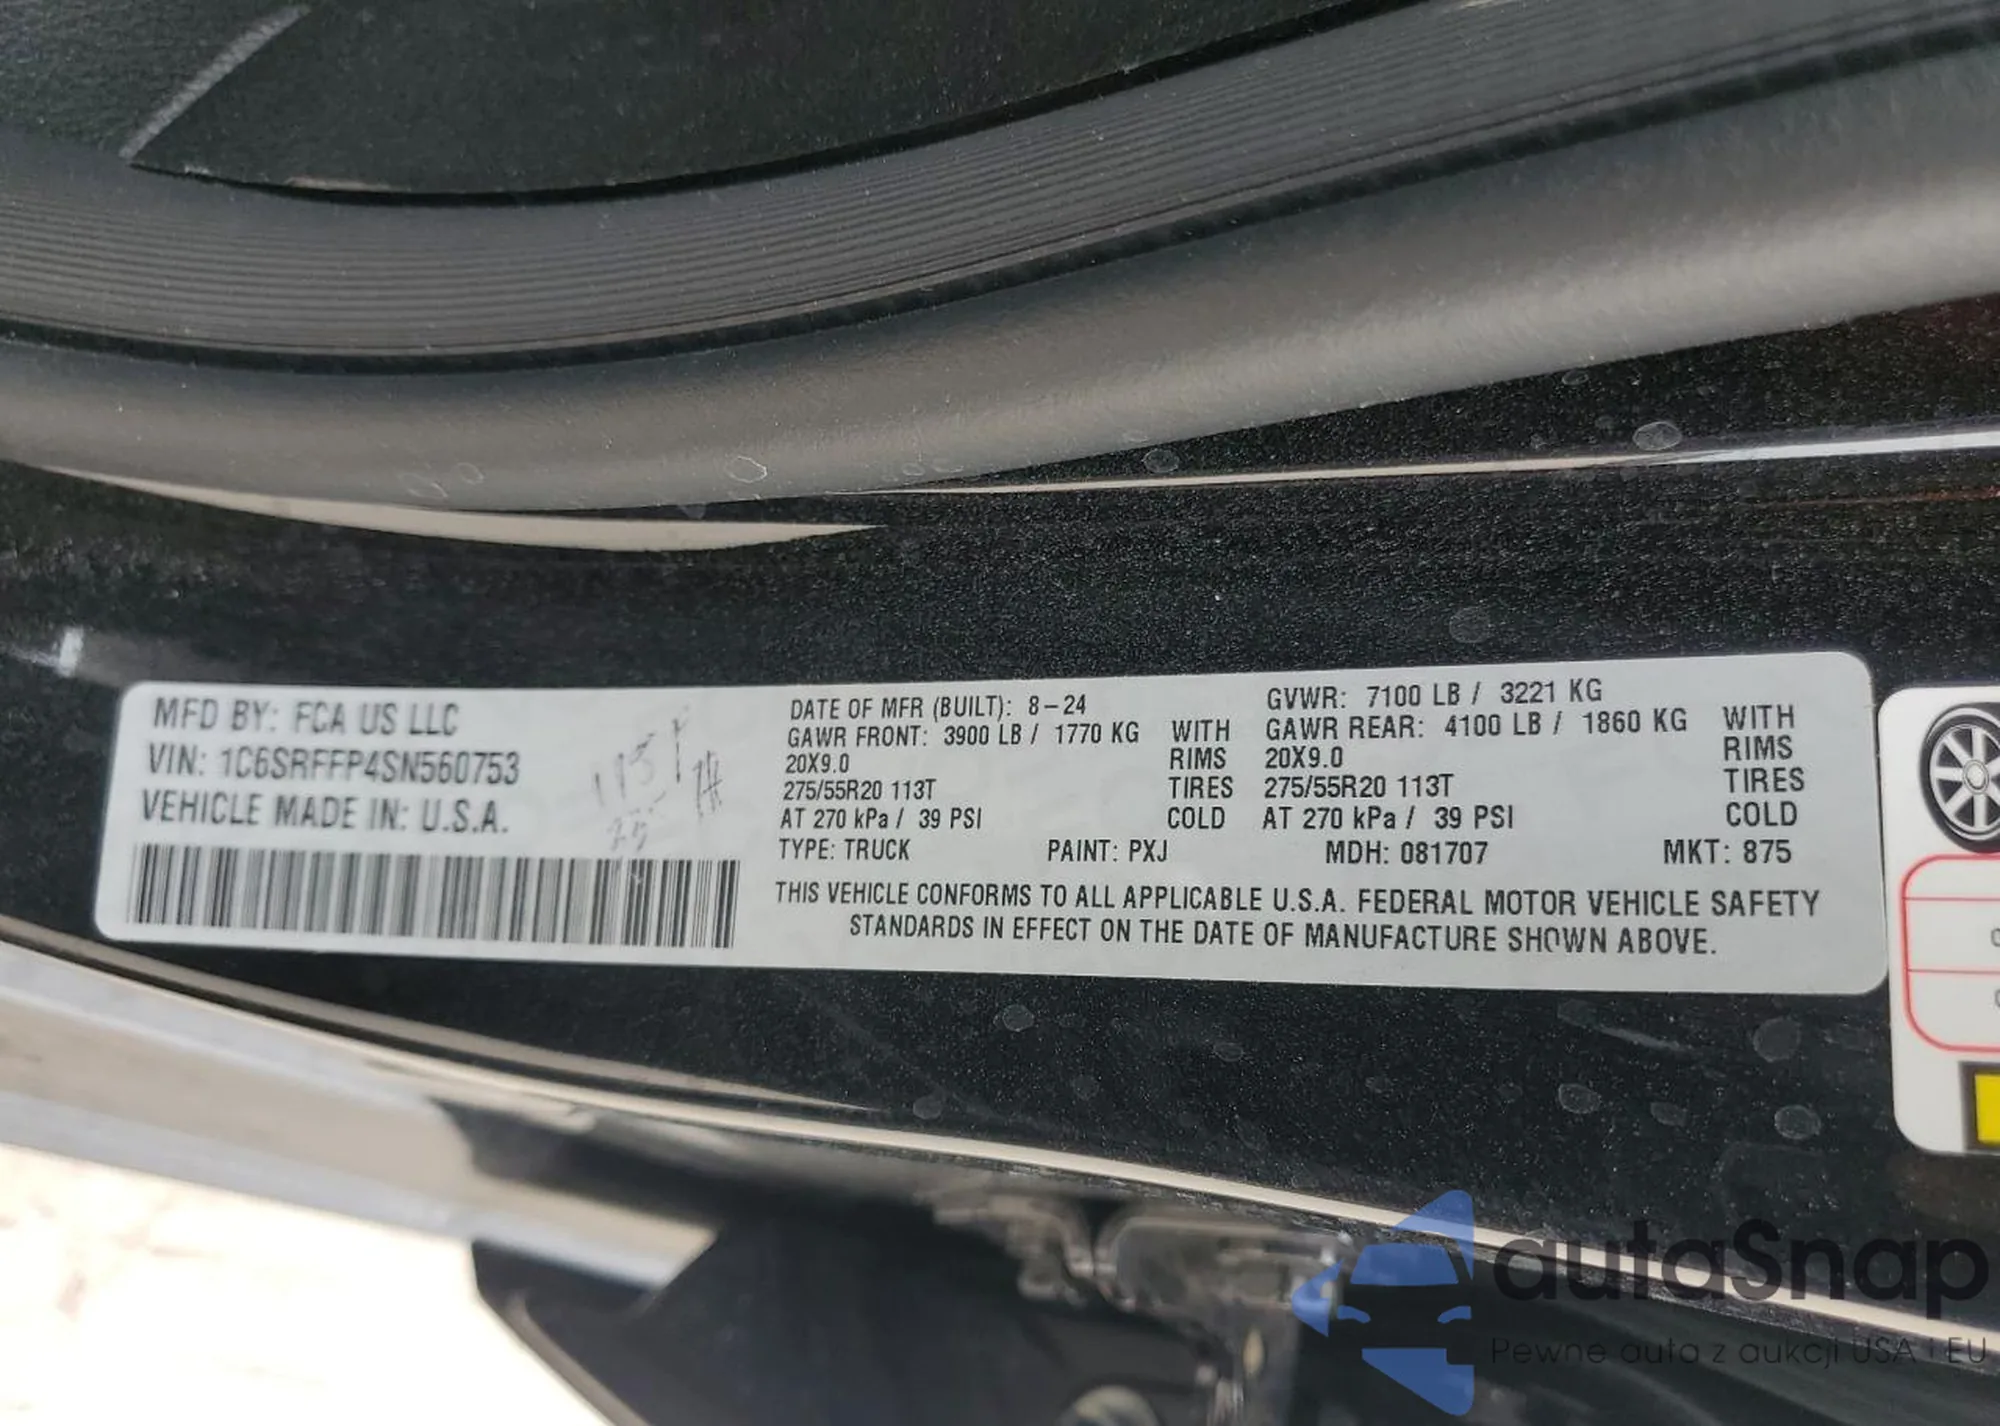 MFD BY: FCA US LLC
VIN: 1C6SRFFP4SN560753
VEHICLE MADE IN: U.S.A.
DATE OF MFR (BUILT): 8-24
GVWR: 7100 LB / 3221 KG
GAWR FRONT: 3900 LB / 1770 KG WITH
GAWR REAR: 4100 LB / 1860 KG WITH
20X9.0 RIMS
20X9.0 RIMS
275/55R20 113T TIRES
275/55R20 113T TIRES
AT 270 kPa / 39 PSI COLD
AT 270 kPa / 39 PSI COLD
TYPE: TRUCK PAINT: PXJ MDH: 081707 MKT: 875
THIS VEHICLE CONFORMS TO ALL APPLICABLE U.S.A. FEDERAL MOTOR VEHICLE SAFETY
STANDARDS IN EFFECT ON THE DATE OF MANUFACTURE SHOWN ABOVE.
autaSnap
Pewne auta z aukcji USA i EU